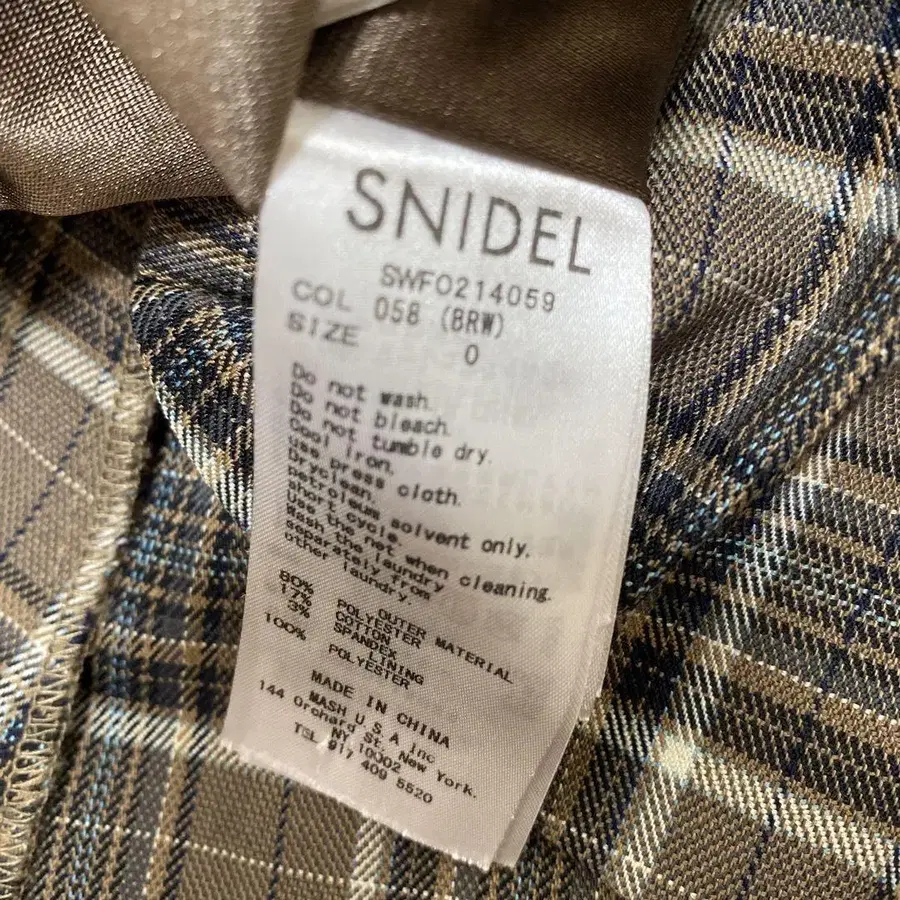 SNIDEL
SWFO214059
COL 058 (BRW)
SIZE 0
Do not wash.
Do not bleach.
Do not tumble dry.
Cool iron.
Use press cloth.
Dryclean.
petroleum solvent only.
Short cycle.
Use the net when cleaning.
Wash the laundry
separately from
other laundry.
OUTER MATERIAL
80% POLYESTER
17% COTTON
3% SPANDEX
LINING
100% POLYESTER
MADE IN CHINA
MASH U.S.A Inc
144 Orchard St. New York.
NY 10002
TEL 917 409 5520